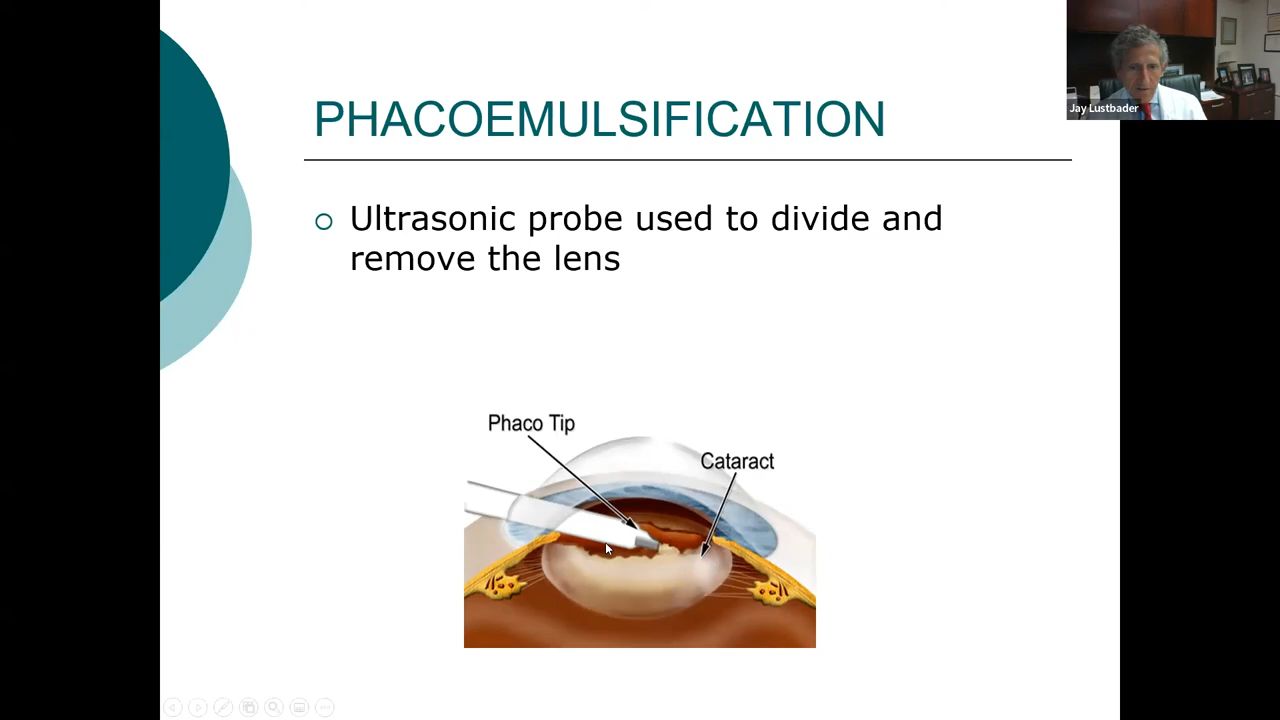 PHACOEMULSIFICATION
Ultrasonic probe used to divide and
remove the lens
Phaco Tip
Cataract
Jay Lustbader